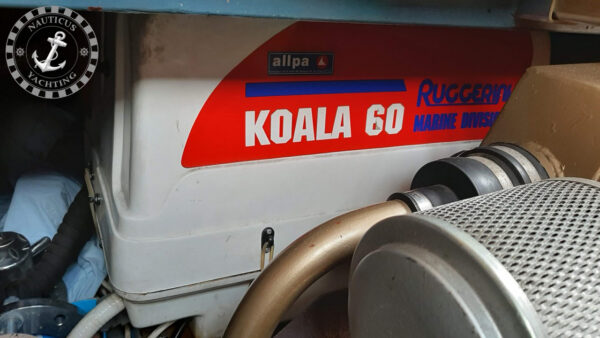 NAUTICUS
YACHTING
allpa
RUGGERINI
KOALA 60
MARINE DIVISION